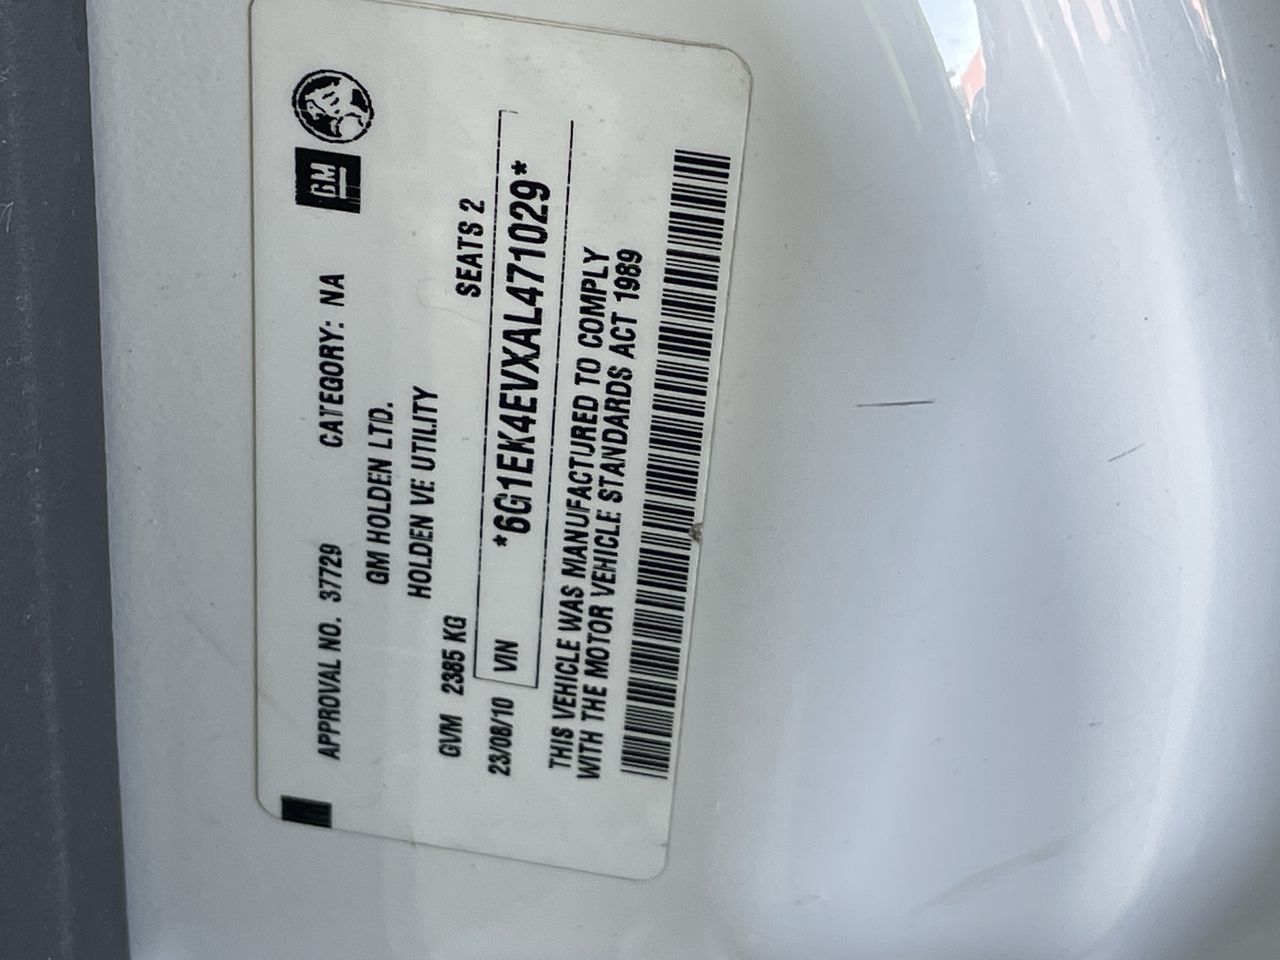 GM
APPROVAL NO. 37729 CATEGORY: NA
GM HOLDEN LTD.
HOLDEN VE UTILITY
GVM 2385 KG SEATS 2
23/08/10 VIN *6G1EK4EVXAL471029*
THIS VEHICLE WAS MANUFACTURED TO COMPLY
WITH THE MOTOR VEHICLE STANDARDS ACT 1989